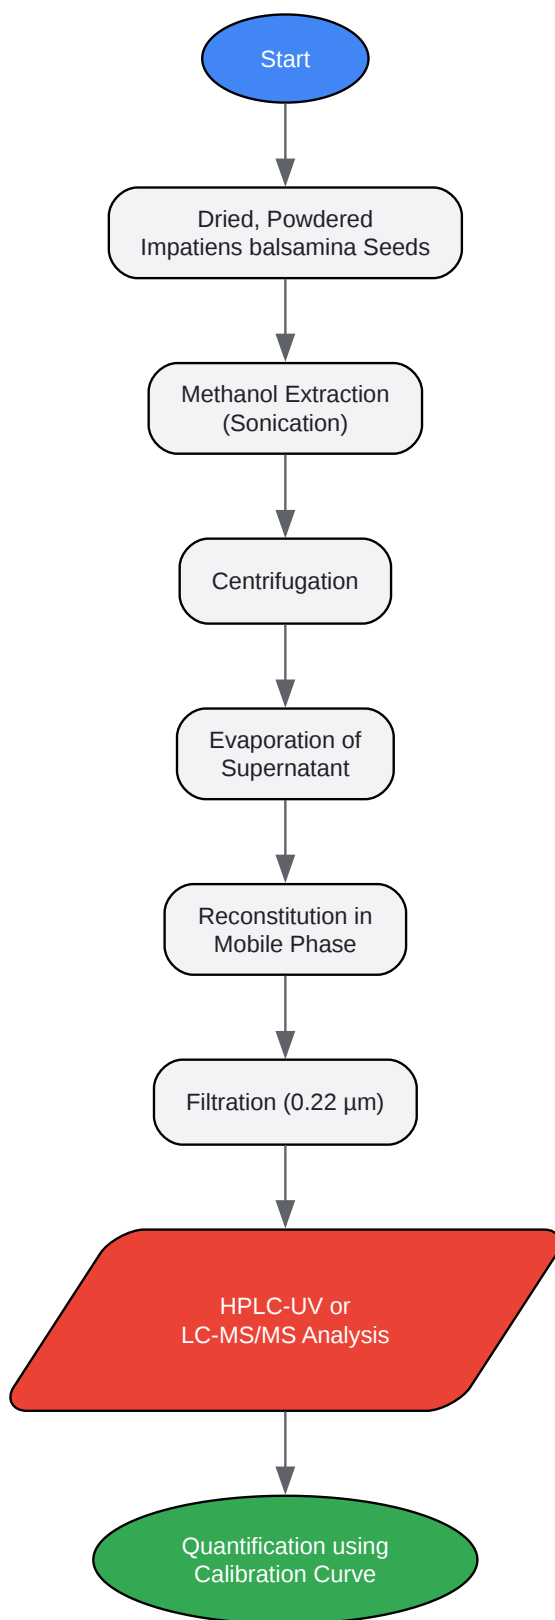 Start
Dried, Powdered
Impatiens balsamina Seeds
Methanol Extraction
(Sonication)
Centrifugation
Evaporation of
Supernatant
Reconstitution in
Mobile Phase
Filtration (0.22 µm)
HPLC-UV or
LC-MS/MS Analysis
Quantification using
Calibration Curve